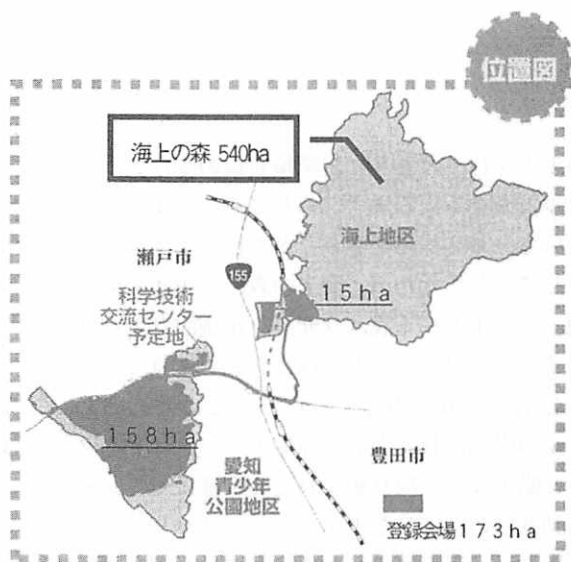 位置図
海上の森 540ha
海上地区
瀬戸市
155
15ha
科学技術
交流センター
予定地
158ha
愛知
青少年
公園地区
豊田市
登録会場173ha